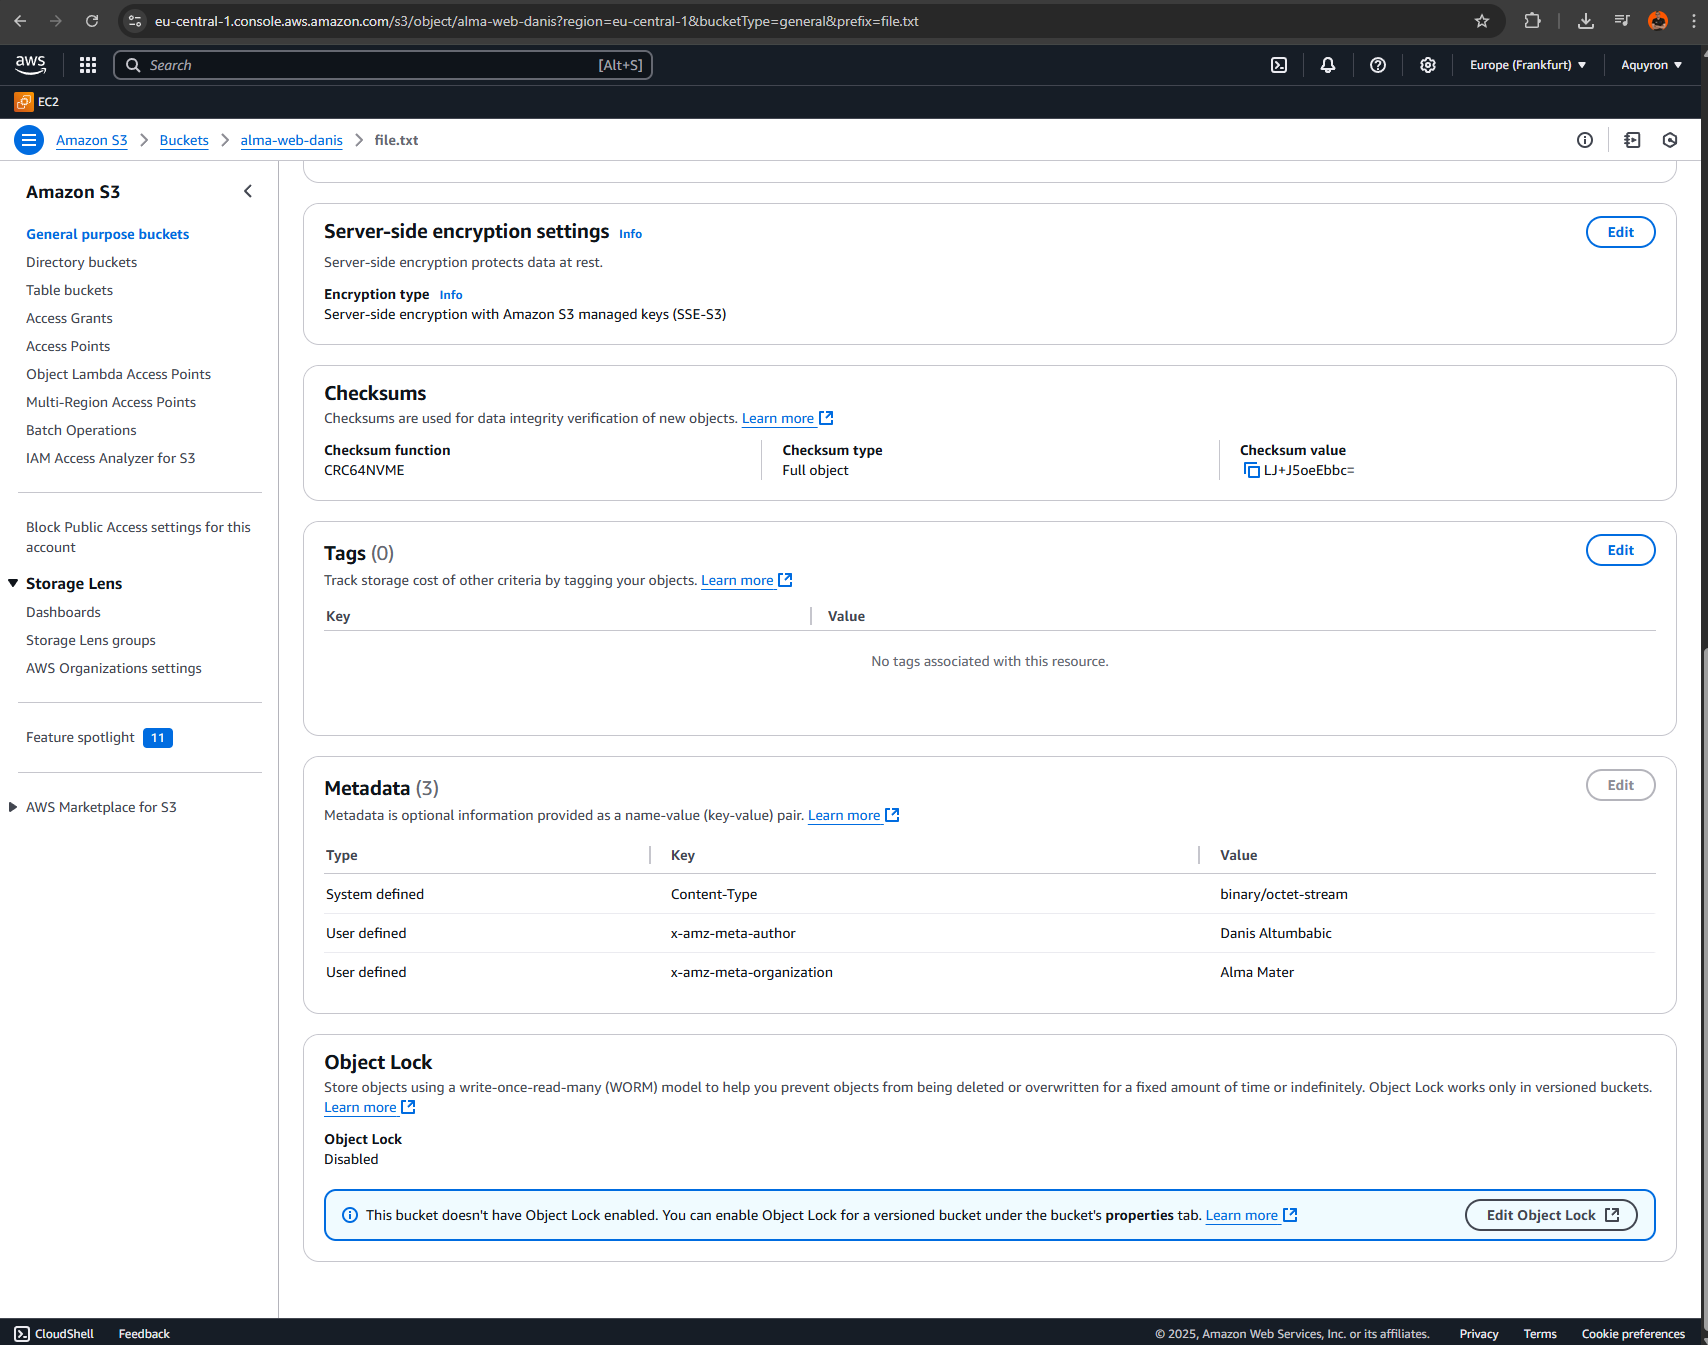 eu-central-1.console.aws.amazon.com/s3/object/alma-web-danis?region=eu-central-1&bucketType=general&prefix=file.txt
aws
Search [Alt+S]
Europe (Frankfurt)
Aquyron
EC2
Amazon S3 > Buckets > alma-web-danis > file.txt
Amazon S3
General purpose buckets
Directory buckets
Table buckets
Access Grants
Access Points
Object Lambda Access Points
Multi-Region Access Points
Batch Operations
IAM Access Analyzer for S3
Block Public Access settings for this
account
Storage Lens
Dashboards
Storage Lens groups
AWS Organizations settings
Feature spotlight 11
AWS Marketplace for S3
Server-side encryption settings Info
Edit
Server-side encryption protects data at rest.
Encryption type Info
Server-side encryption with Amazon S3 managed keys (SSE-S3)
Checksums
Checksums are used for data integrity verification of new objects. Learn more
Checksum function Checksum type Checksum value
CRC64NVME Full object LJ+J5oeEbbc=
Tags (0)
Edit
Track storage cost of other criteria by tagging your objects. Learn more
Key Value
No tags associated with this resource.
Metadata (3)
Edit
Metadata is optional information provided as a name-value (key-value) pair. Learn more
Type Key Value
System defined Content-Type binary/octet-stream
User defined x-amz-meta-author Danis Altumbabic
User defined x-amz-meta-organization Alma Mater
Object Lock
Store objects using a write-once-read-many (WORM) model to help you prevent objects from being deleted or overwritten for a fixed amount of time or indefinitely. Object Lock works only in versioned buckets.
Learn more
Object Lock
Disabled
This bucket doesn't have Object Lock enabled. You can enable Object Lock for a versioned bucket under the bucket's properties tab. Learn more
Edit Object Lock
CloudShell Feedback
© 2025, Amazon Web Services, Inc. or its affiliates. Privacy Terms Cookie preferences